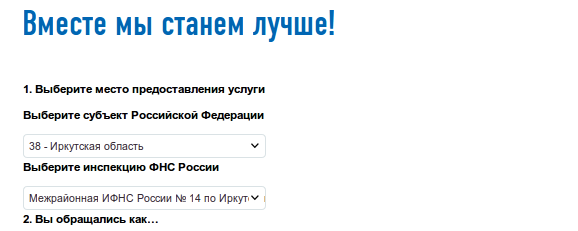 Вместе мы станем лучше!
1. Выберите место предоставления услуги
Выберите субъект Российской Федерации
38 - Иркутская область
Выберите инспекцию ФНС России
Межрайонная ИФНС России № 14 по Иркут
2. Вы обращались как...